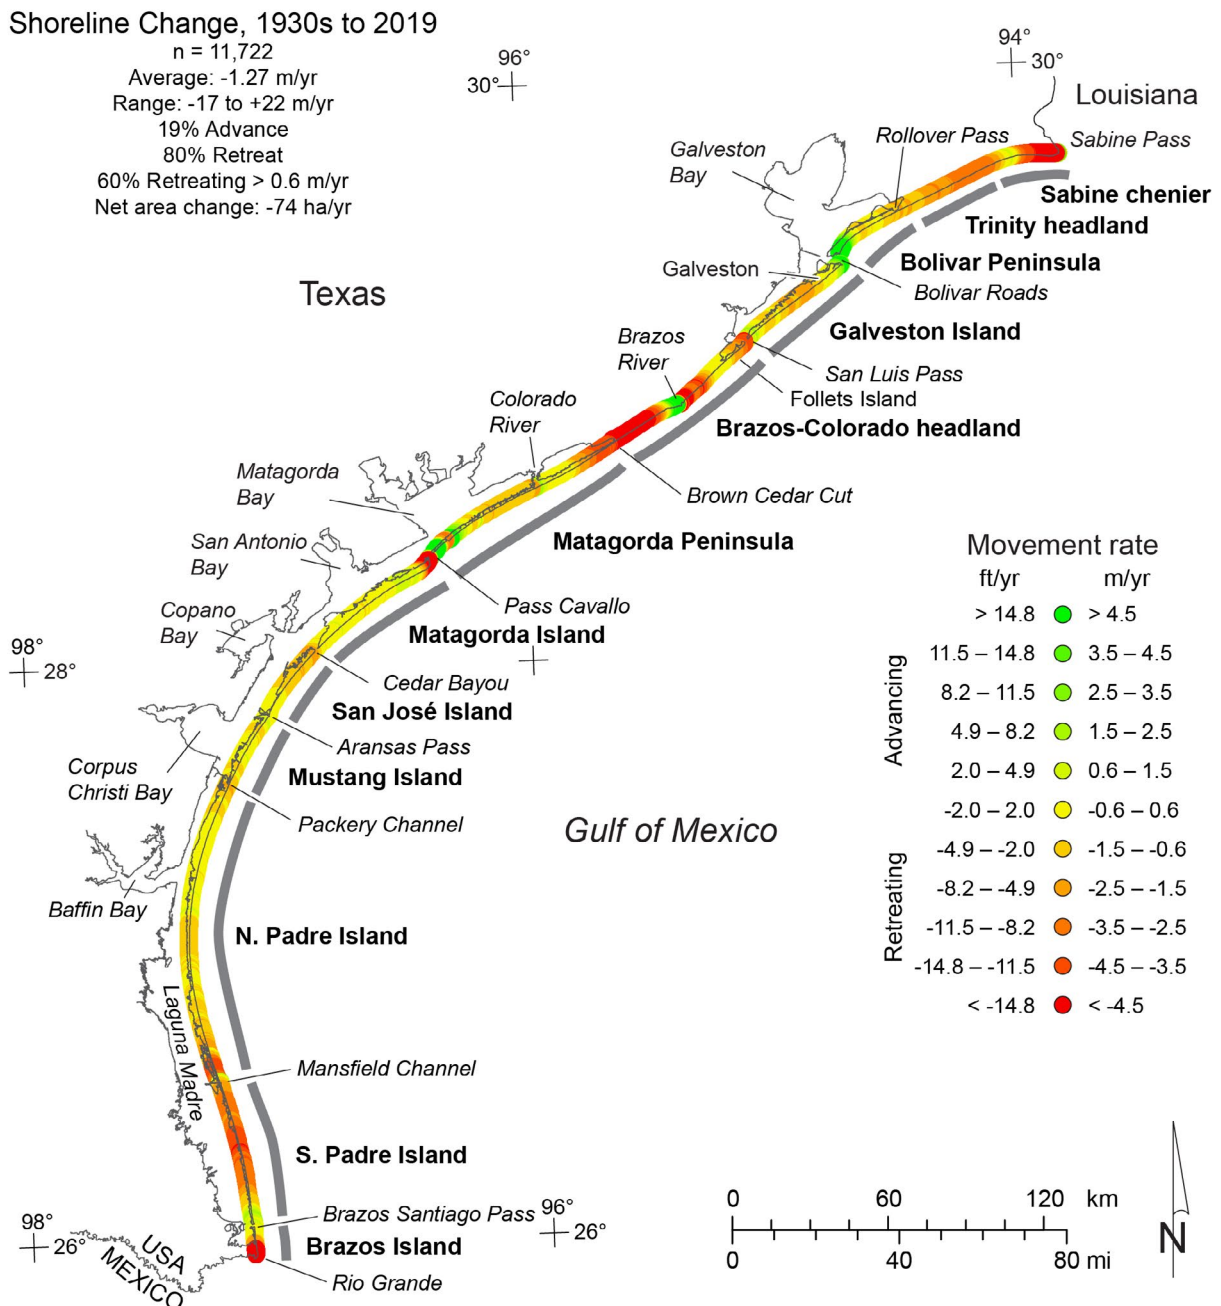 Shoreline Change, 1930s to 2019
n = 11,722
Average: -1.27 m/yr
Range: -17 to +22 m/yr
19% Advance
80% Retreat
60% Retreating > 0.6 m/yr
Net area change: -74 ha/yr
96°
30°
94°
30°
Louisiana
Sabine Pass
Rollover Pass
Galveston
Bay
Sabine chenier
Trinity headland
Bolivar Peninsula
Bolivar Roads
Galveston
Texas
Galveston Island
Brazos
River
San Luis Pass
Follets Island
Colorado
River
Brazos-Colorado headland
Matagorda
Bay
Brown Cedar Cut
San Antonio
Bay
Matagorda Peninsula
Copano
Bay
Pass Cavallo
Matagorda Island
98°
28°
Cedar Bayou
San José Island
Aransas Pass
Corpus
Christi Bay
Mustang Island
Packery Channel
Gulf of Mexico
Baffin Bay
N. Padre Island
Laguna Madre
Mansfield Channel
S. Padre Island
Brazos Santiago Pass
96°
26°
98°
26°
USA
MEXICO
Brazos Island
Rio Grande
Movement rate
ft/yr m/yr
Advancing
> 14.8 > 4.5
11.5 – 14.8 3.5 – 4.5
8.2 – 11.5 2.5 – 3.5
4.9 – 8.2 1.5 – 2.5
2.0 – 4.9 0.6 – 1.5
-2.0 – 2.0 -0.6 – 0.6
Retreating
-4.9 – -2.0 -1.5 – -0.6
-8.2 – -4.9 -2.5 – -1.5
-11.5 – -8.2 -3.5 – -2.5
-14.8 – -11.5 -4.5 – -3.5
< -14.8 < -4.5
0 60 120 km
0 40 80 mi
N